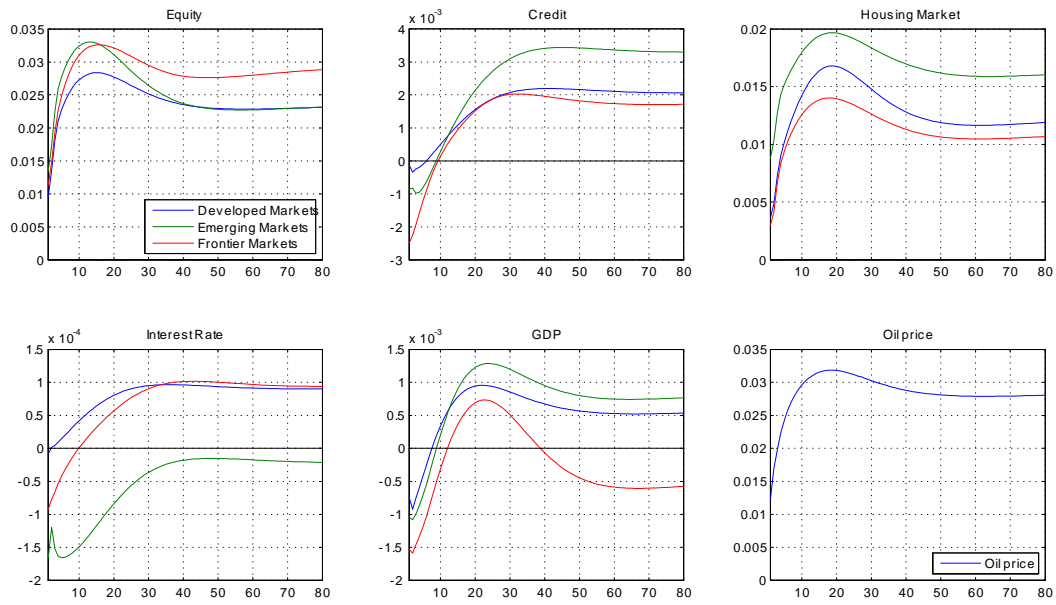 Equity
0.035
0.03
0.025
0.02
0.015
0.01
0.005
0
10 20 30 40 50 60 70 80
Developed Markets
Emerging Markets
Frontier Markets
Credit
x 10^-3
4
3
2
1
0
-1
-2
-3
10 20 30 40 50 60 70 80
Housing Market
0.02
0.015
0.01
0.005
0
10 20 30 40 50 60 70 80
Interest Rate
x 10^-4
1.5
1
0.5
0
-0.5
-1
-1.5
-2
10 20 30 40 50 60 70 80
GDP
x 10^-3
1.5
1
0.5
0
-0.5
-1
-1.5
-2
10 20 30 40 50 60 70 80
Oil price
0.035
0.03
0.025
0.02
0.015
0.01
0.005
0
10 20 30 40 50 60 70 80
Oil price